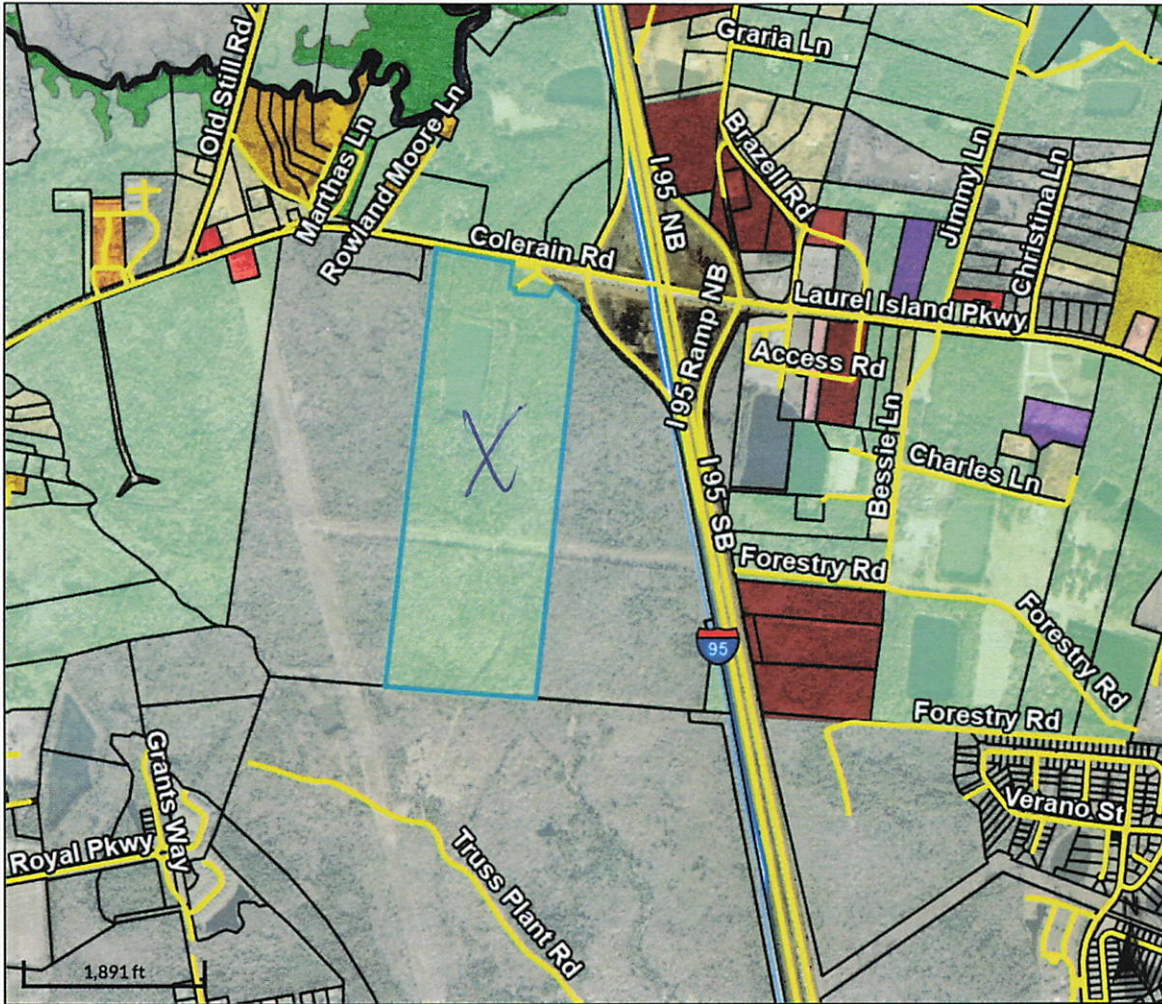 Graria Ln
Old Still Rd
Marthas Ln
Rowland Moore Ln
Brazell Rd
Jimmy Ln
Christina Ln
I 95 NB
Colerain Rd
I 95 Ramp NB
Laurel Island Pkwy
Access Rd
X
Bessie Ln
Charles Ln
I 95 SB
Forestry Rd
95
Forestry Rd
Forestry Rd
Grants Way
Verano St
Royal Pkwy
Truss Plant Rd
1,891 ft